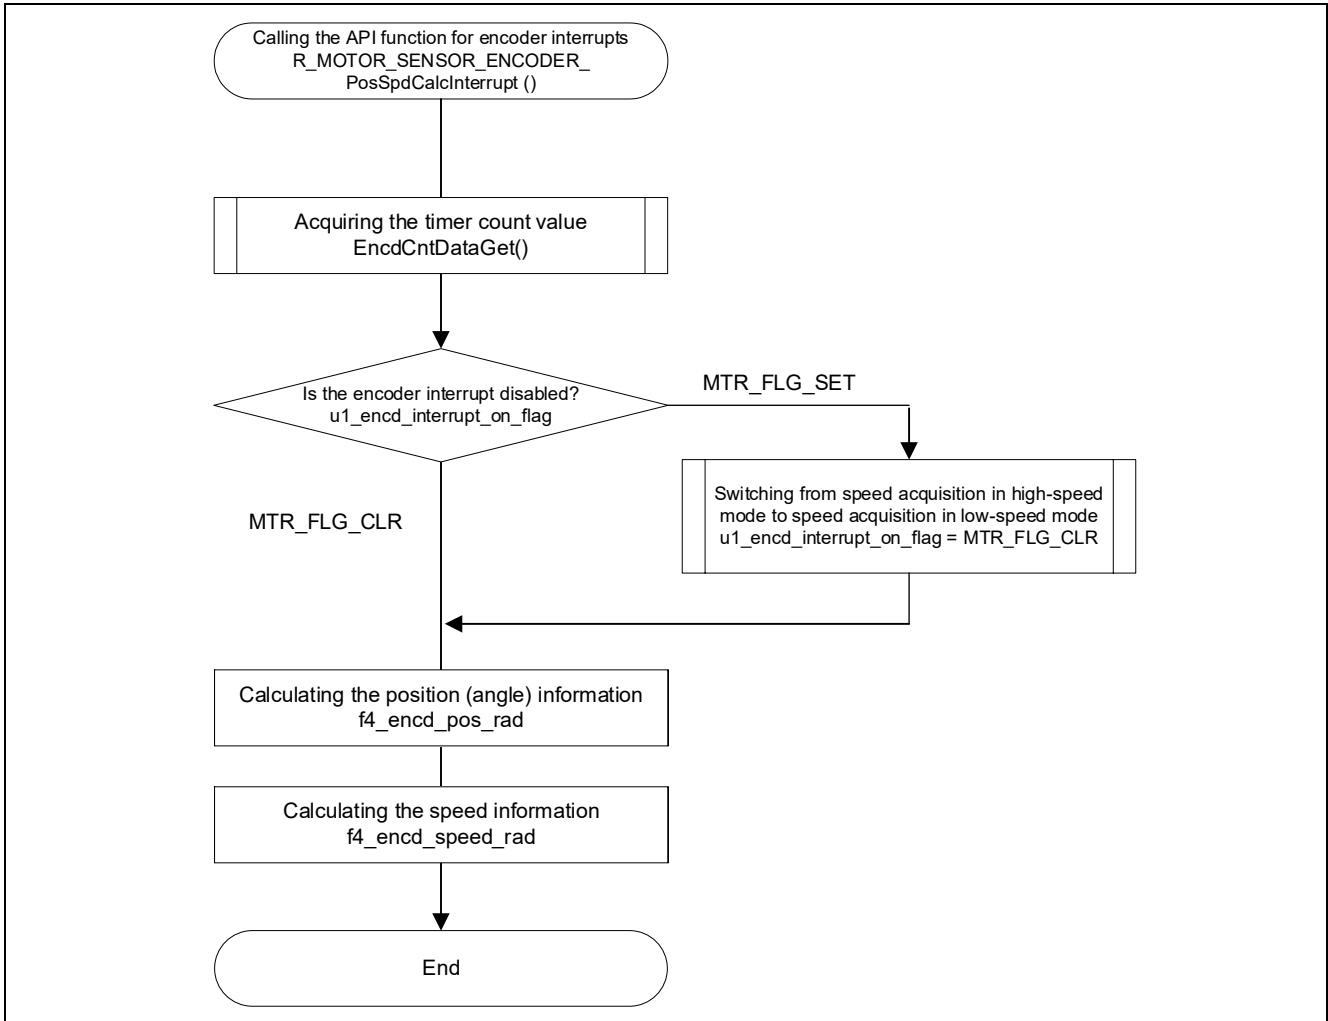 Calling the API function for encoder interrupts
R_MOTOR_SENSOR_ENCODER_
PosSpdCalcInterrupt ()
Acquiring the timer count value
EncdCntDataGet()
Is the encoder interrupt disabled?
u1_encd_interrupt_on_flag
MTR_FLG_SET
Switching from speed acquisition in high-speed
mode to speed acquisition in low-speed mode
u1_encd_interrupt_on_flag = MTR_FLG_CLR
MTR_FLG_CLR
Calculating the position (angle) information
f4_encd_pos_rad
Calculating the speed information
f4_encd_speed_rad
End